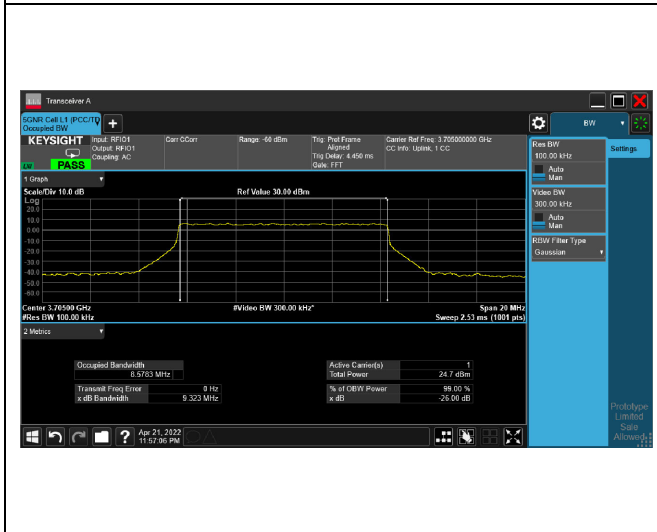 Transceiver A
5GNR Cell L1 (PCC/TD
Occupied BW
+
BW
KEYSIGHT
PASS
Input: RFIO1
Output: RFIO1
Coupling: AC
Corr CCorr
Range: -60 dBm
Trig: Prot Frame
Aligned
Trig Delay: 4.450 ms
Gate: FFT
Carrier Ref Freq: 3.705000000 GHz
CC Info: Uplink, 1 CC
Res BW
100.00 kHz
Auto
Man
Video BW
300.00 kHz
Auto
Man
RBW Filter Type
Gaussian
Settings
1 Graph
Scale/Div 10.0 dB
Ref Value 30.00 dBm
Log
20.0
10.0
0.00
-10.0
-20.0
-30.0
-40.0
-50.0
-60.0
Center 3.70500 GHz
#Video BW 300.00 kHz*
Span 20 MHz
#Res BW 100.00 kHz
Sweep 2.53 ms (1001 pts)
2 Metrics
Occupied Bandwidth
8.5783 MHz
Transmit Freq Error 0 Hz
x dB Bandwidth 9.323 MHz
Active Carrier(s) 1
Total Power 24.7 dBm
% of OBW Power 99.00 %
x dB -26.00 dB
Prototype
Limited
Sale
Allowed
?
Apr 21, 2022
11:57:06 PM